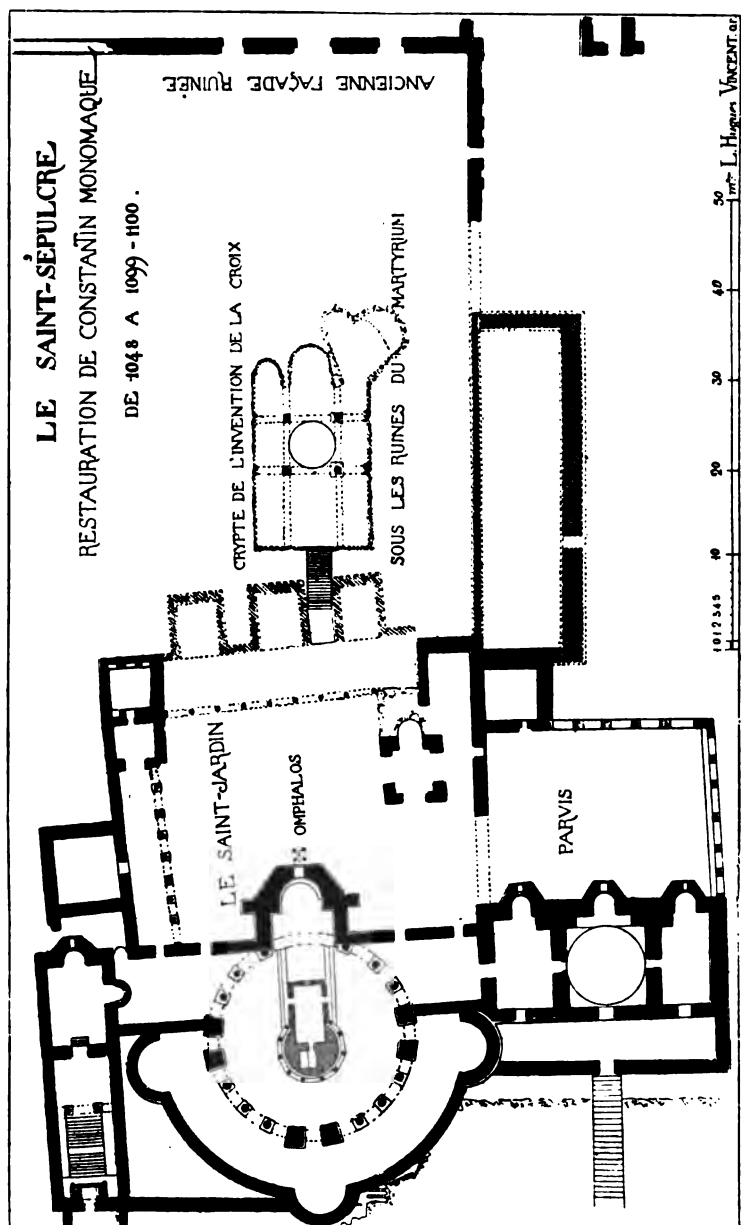 LE SAINT-SÉPULCRE
RESTAURATION DE CONSTANTIN MONOMAQUE
DE 1048 A 1099-1100.
ANCIENNE FAÇADE RUINÉE
CRYPTE DE L'INVENTION DE LA CROIX
SOUS LES RUINES DU MARTYRIUM
LE SAINT-JARDIN
OMPHALOS
PARVIS
1 0 1 2 3 4 5 10 20 30 40 50
L. Hugues VINCENT.